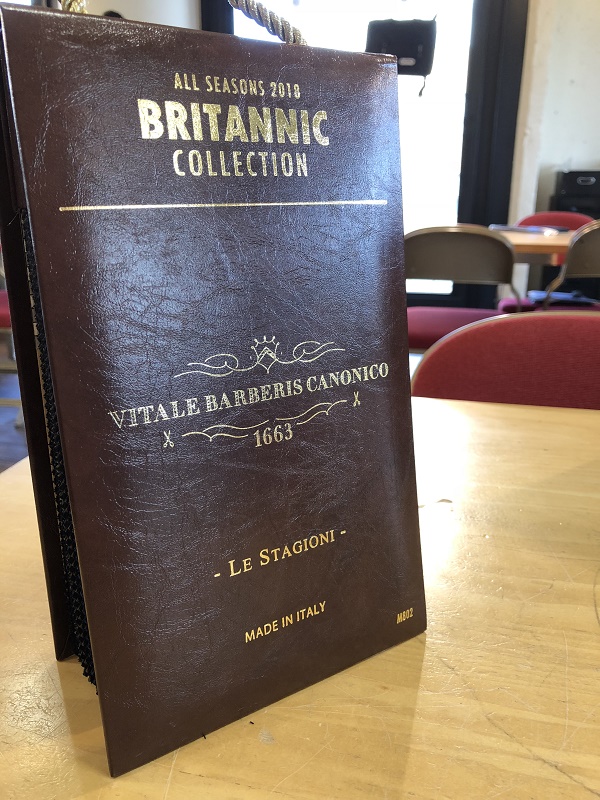 ALL SEASONS 2018
BRITANNIC
COLLECTION
VITALE BARBERIS CANONICO
1663
- LE STAGIONI -
MADE IN ITALY
M802